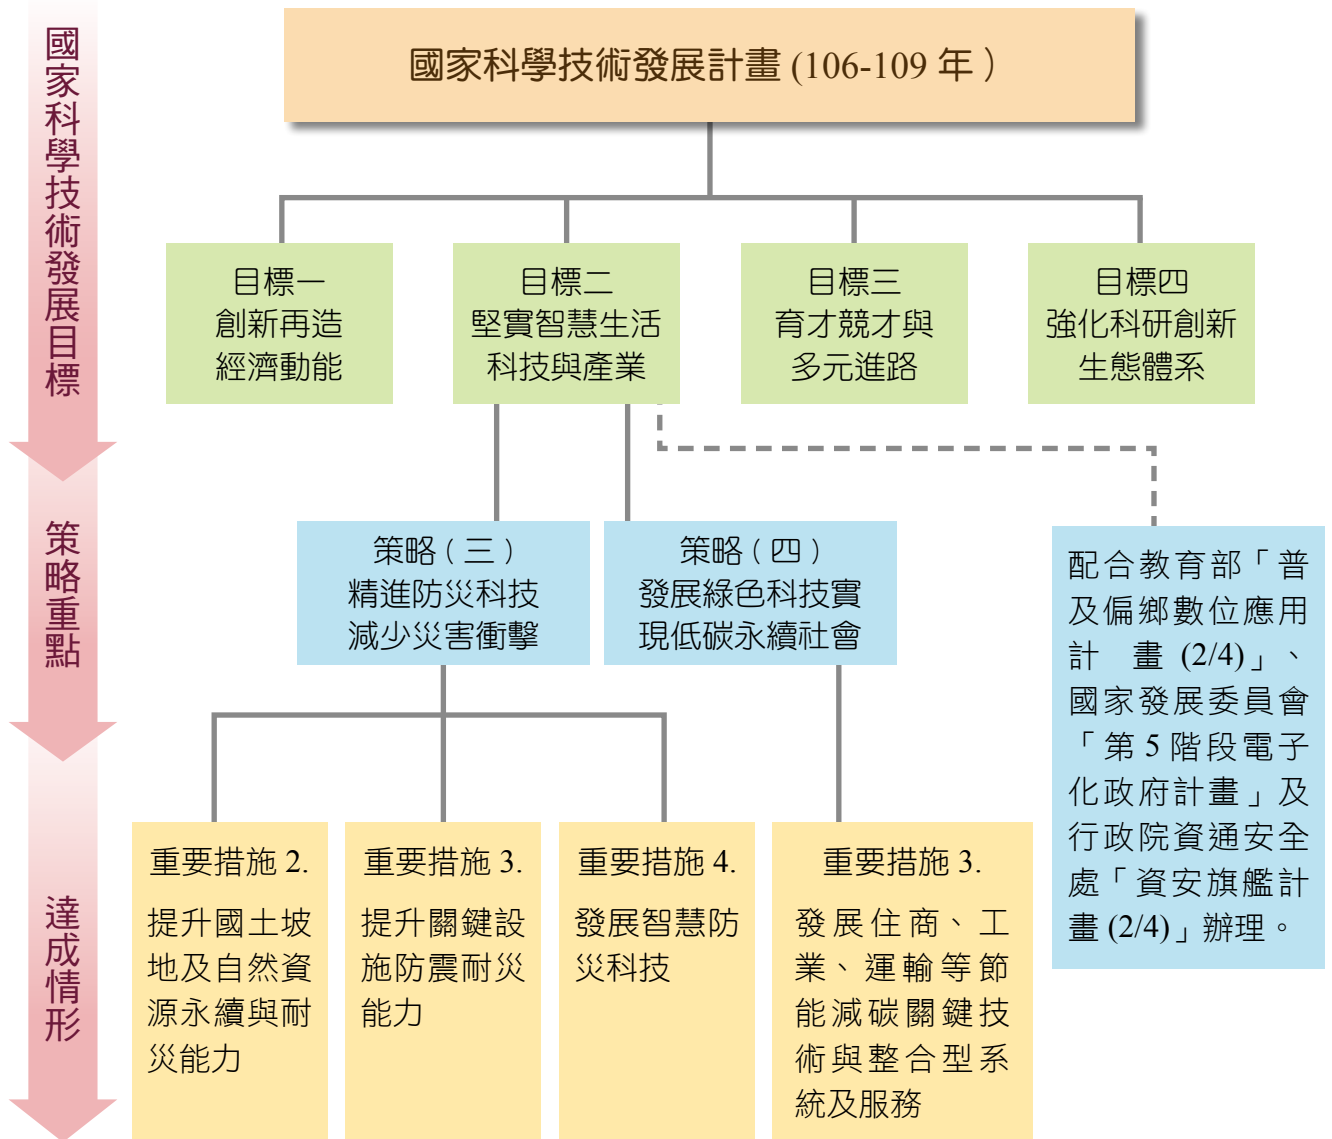 國家科學技術發展目標
策略重點
達成情形
國家科學技術發展計畫 (106-109 年 )
目標一
創新再造
經濟動能
目標二
堅實智慧生活
科技與產業
目標三
育才競才與
多元進路
目標四
強化科研創新
生態體系
策略 ( 三 )
精進防災科技
減少災害衝擊
策略 ( 四 )
發展綠色科技實
現低碳永續社會
配合教育部「普
及偏鄉數位應用
計畫 (2/4)」、
國家發展委員會
「第 5 階段電子
化政府計畫」及
行政院資通安全
處「資安旗艦計
畫 (2/4)」辦理。
重要措施 2.
提升國土坡
地及自然資
源永續與耐
災能力
重要措施 3.
提升關鍵設
施防震耐災
能力
重要措施 4.
發展智慧防
災科技
重要措施 3.
發展住商、工
業、運輸等節
能減碳關鍵技
術與整合型系
統及服務